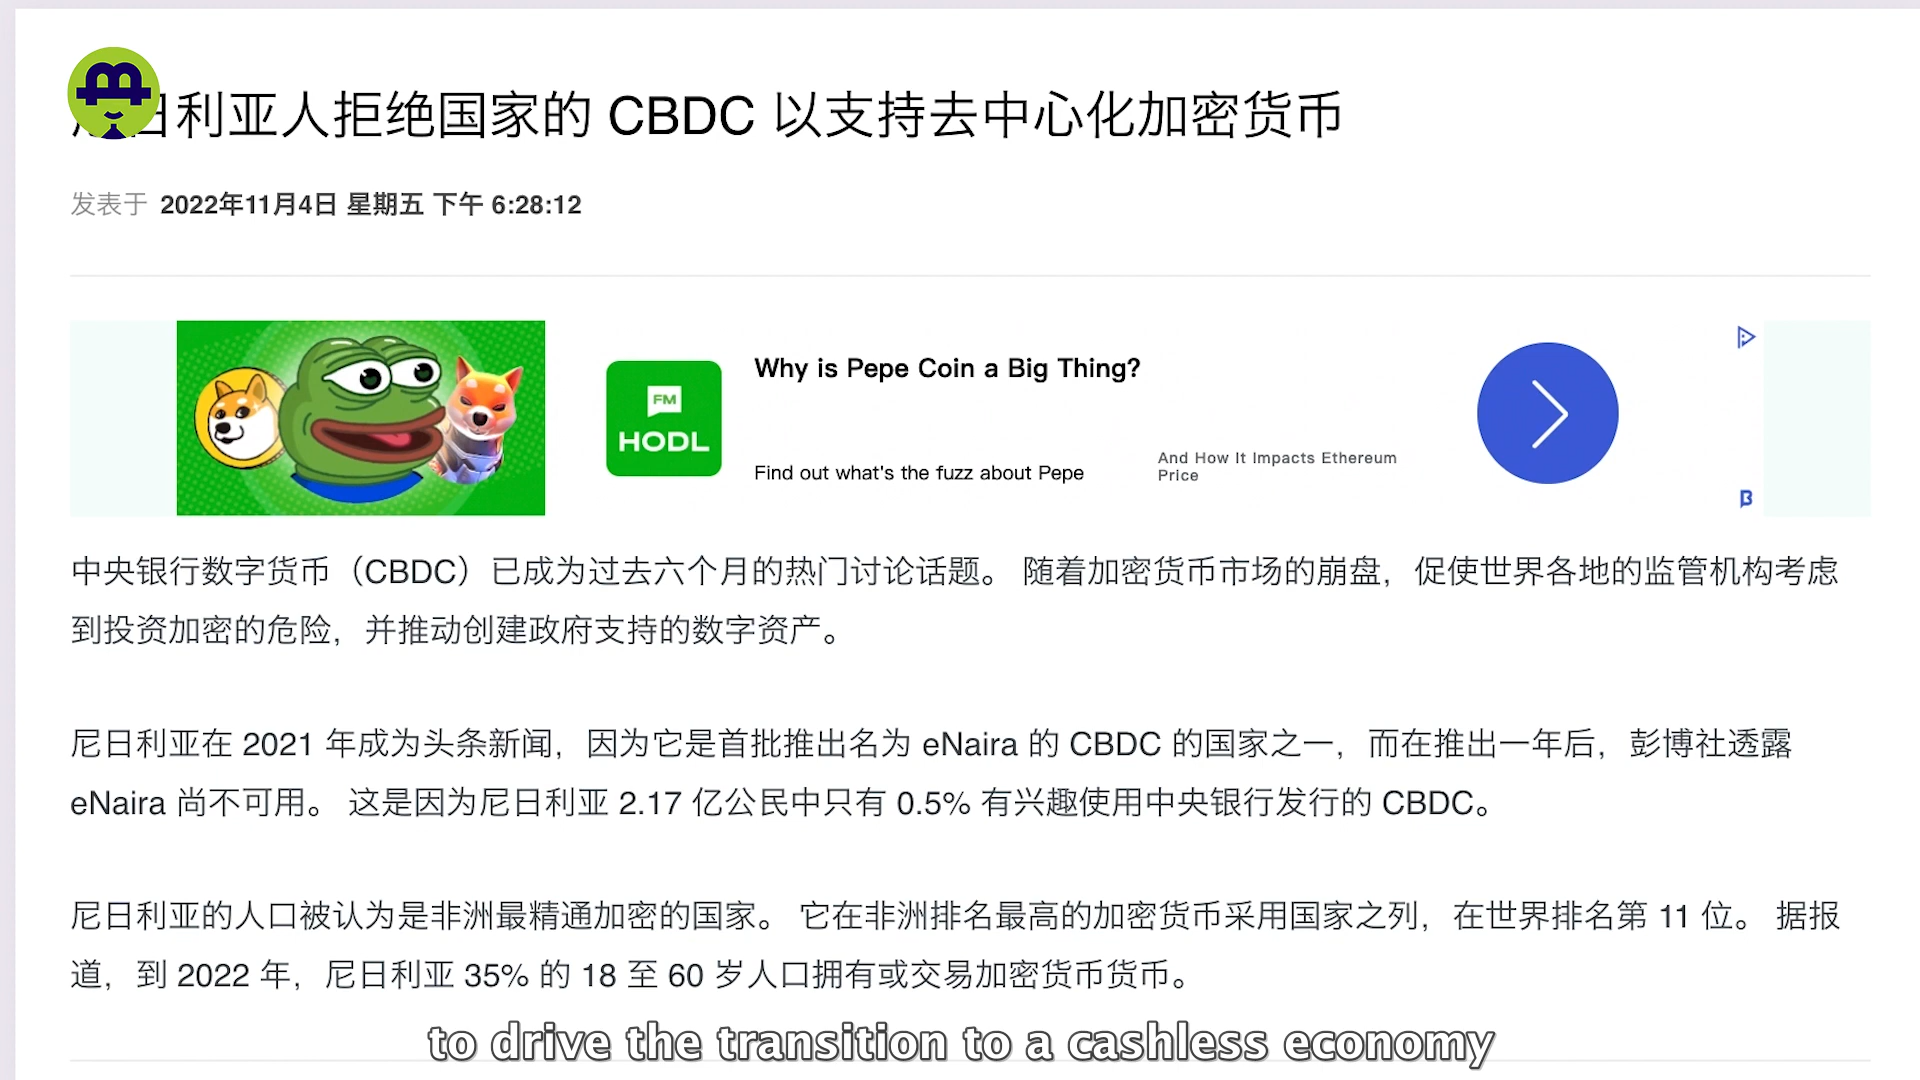 日利亚人拒绝国家的 CBDC 以支持去中心化加密货币
发表于 2022年11月4日 星期五 下午 6:28:12
Why is Pepe Coin a Big Thing?
FM
HODL
Find out what's the fuzz about Pepe
And How It Impacts Ethereum
Price
中央银行数字货币（CBDC）已成为过去六个月的热门讨论话题。 随着加密货币市场的崩盘，促使世界各地的监管机构考虑
到投资加密的危险，并推动创建政府支持的数字资产。
尼日利亚在 2021 年成为头条新闻，因为它是首批推出名为 eNaira 的 CBDC 的国家之一，而在推出一年后，彭博社透露
eNaira 尚不可用。 这是因为尼日利亚 2.17 亿公民中只有 0.5% 有兴趣使用中央银行发行的 CBDC。
尼日利亚的人口被认为是非洲最精通加密的国家。 它在非洲排名最高的加密货币采用国家之列，在世界排名第 11 位。 据报
道，到 2022 年，尼日利亚 35% 的 18 至 60 岁人口拥有或交易加密货币货币。
to drive the transition to a cashless economy